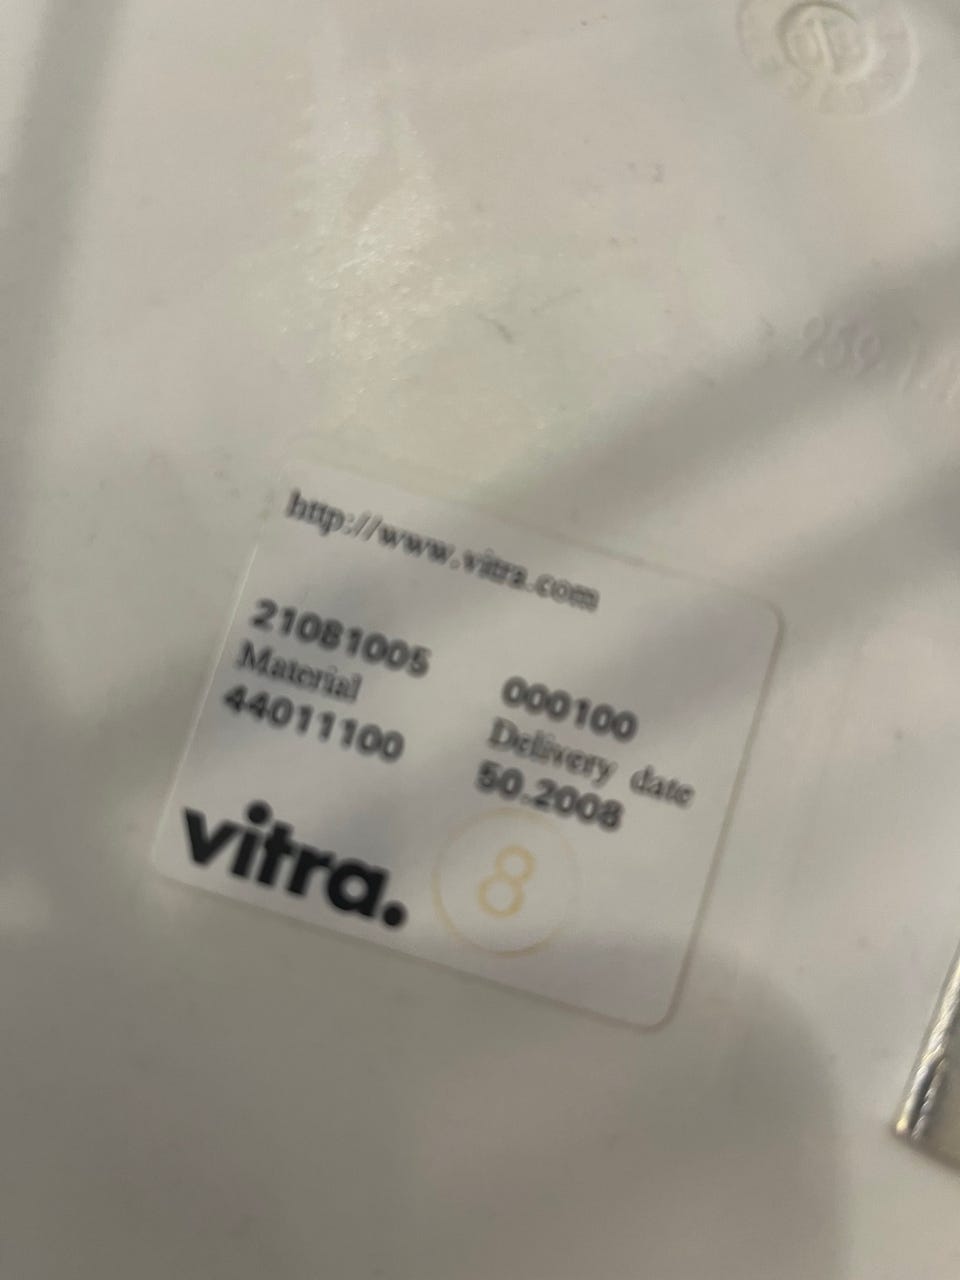 http://www.vitra.com
21081005 000100
Material Delivery date
44011100 50.2008
vitra. 8